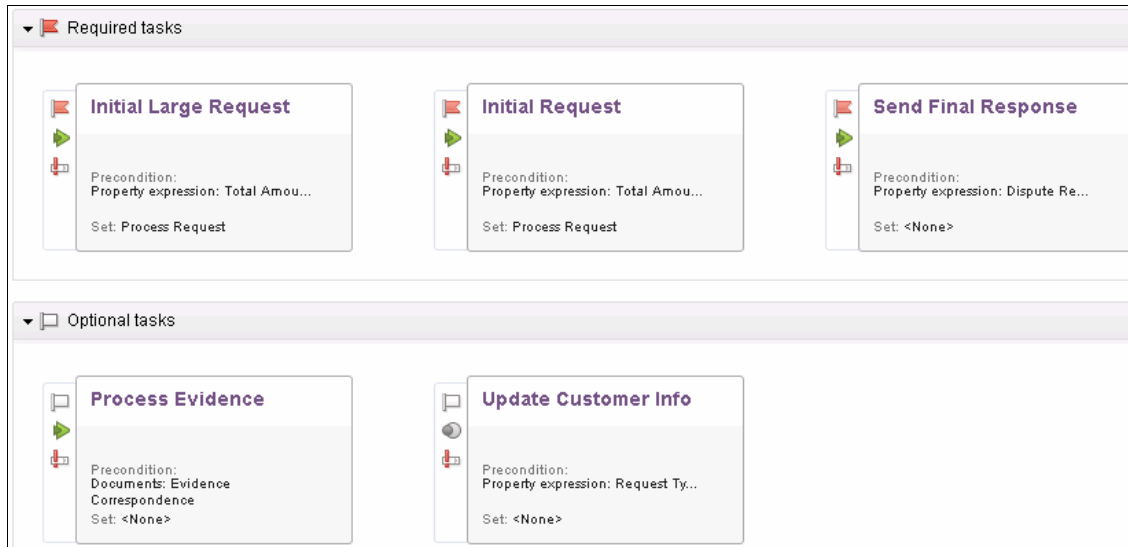 Required tasks
Initial Large Request
Precondition:
Property expression: Total Amou...
Set: Process Request
Initial Request
Precondition:
Property expression: Total Amou...
Set: Process Request
Send Final Response
Precondition:
Property expression: Dispute Re...
Set: <None>
Optional tasks
Process Evidence
Precondition:
Documents: Evidence
Correspondence
Set: <None>
Update Customer Info
Precondition:
Property expression: Request Ty...
Set: <None>